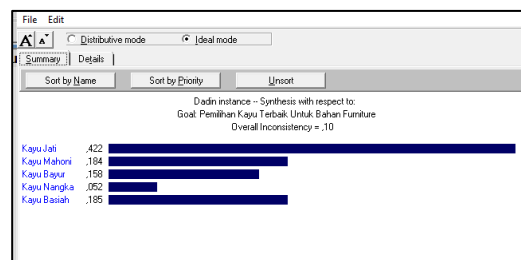 File Edit
A A Distributive mode Ideal mode
Summary Details
Sort by Name Sort by Priority Unsort
Dadin instance -- Synthesis with respect to:
Goal: Pemilihan Kayu Terbaik Untuk Bahan Furniture
Overall Inconsistency = ,10
Kayu Jati ,422
Kayu Mahoni ,184
Kayu Bayur ,158
Kayu Nangka ,052
Kayu Basiah ,185